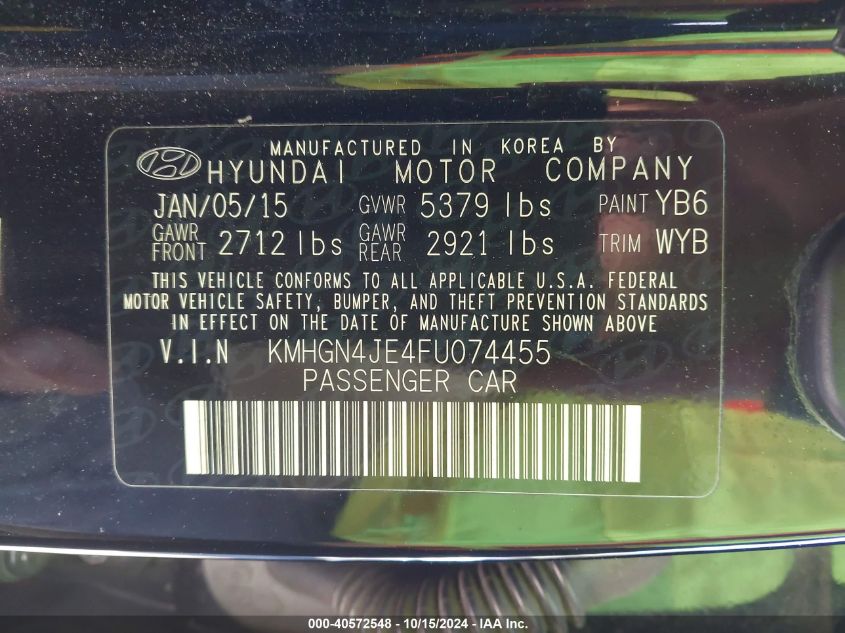 MANUFACTURED IN KOREA BY
HYUNDAI MOTOR COMPANY
JAN/05/15 GVWR 5379 lbs PAINT YB6
GAWR FRONT 2712 lbs GAWR REAR 2921 lbs TRIM WYB
THIS VEHICLE CONFORMS TO ALL APPLICABLE U.S.A. FEDERAL
MOTOR VEHICLE SAFETY, BUMPER, AND THEFT PREVENTION STANDARDS
IN EFFECT ON THE DATE OF MANUFACTURE SHOWN ABOVE
V.I.N KMHGN4JE4FU074455
PASSENGER CAR
000-40572548 - 10/15/2024 - IAAI.com